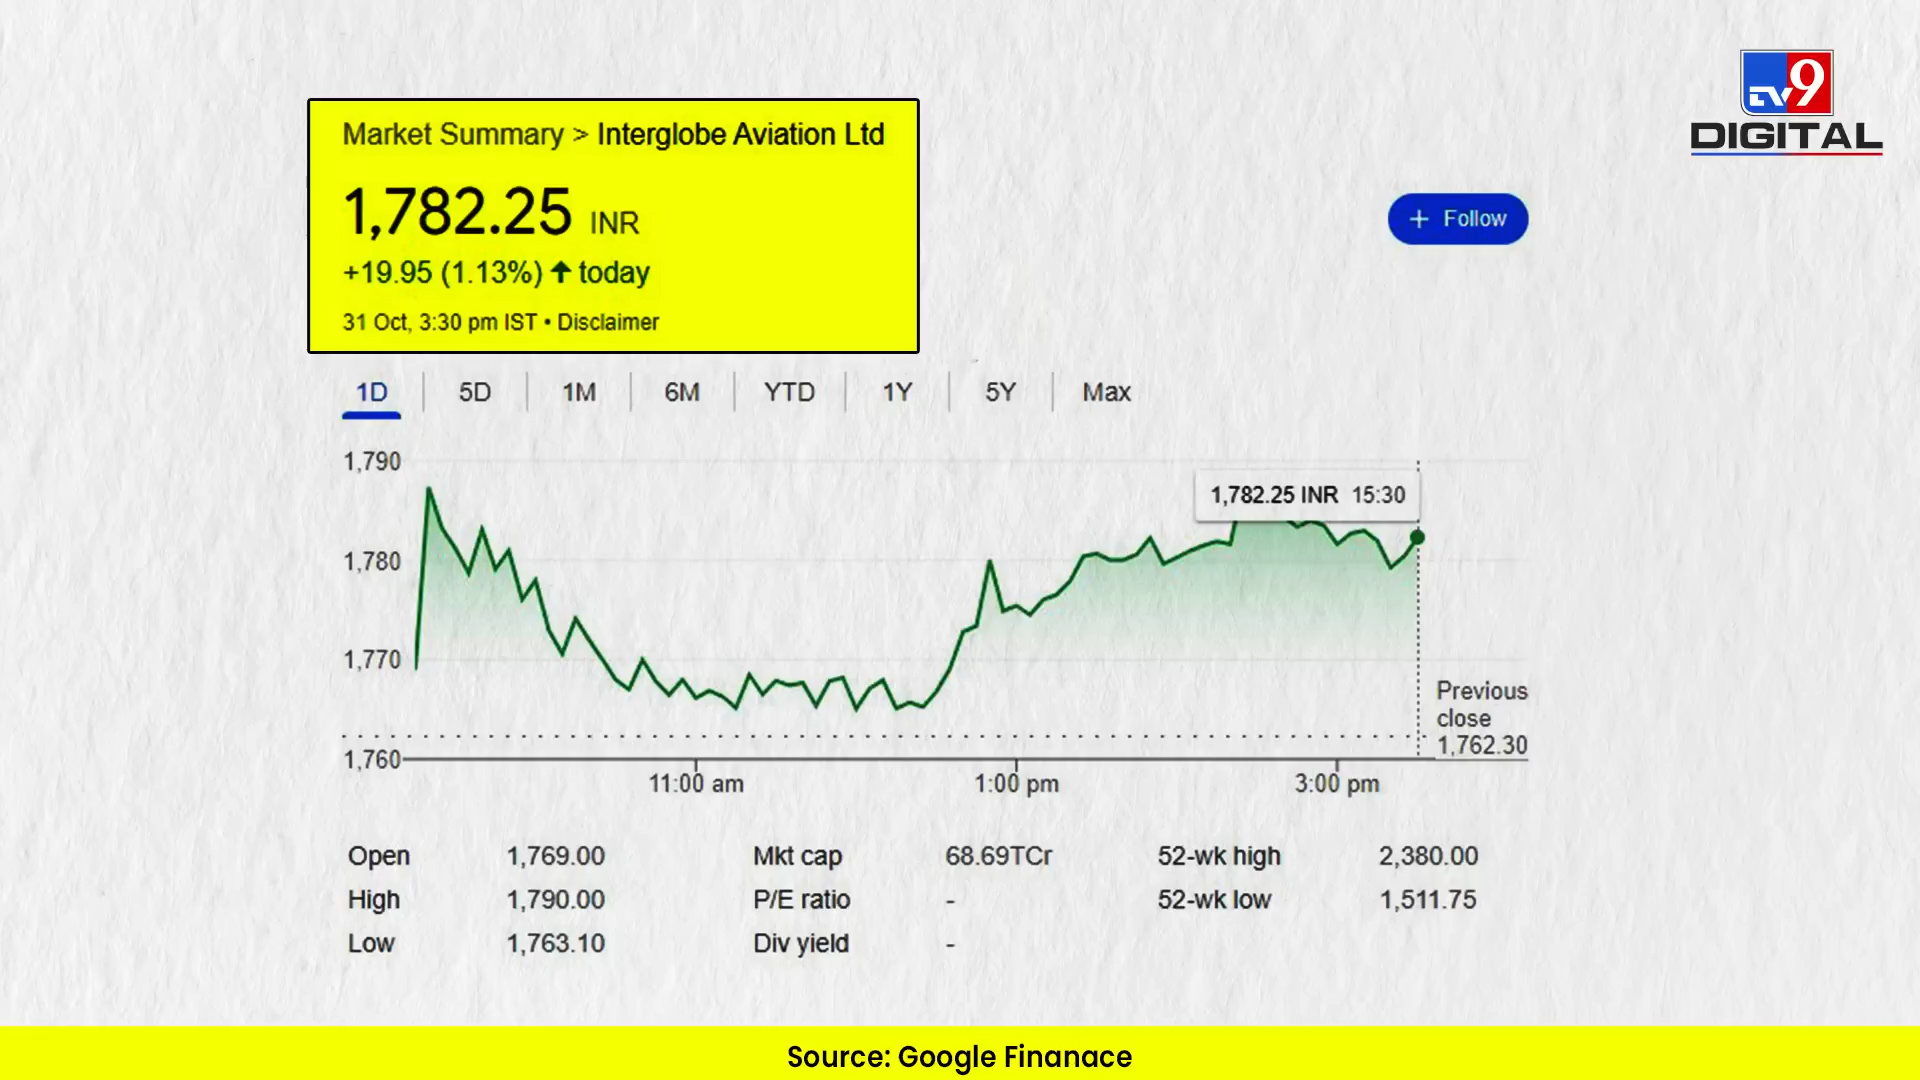 TV9
DIGITAL
Market Summary > Interglobe Aviation Ltd
1,782.25 INR
+19.95 (1.13%) ↑ today
31 Oct, 3:30 pm IST • Disclaimer
+ Follow
1D 5D 1M 6M YTD 1Y 5Y Max
1,790
1,782.25 INR 15:30
1,780
1,770
Previous
close
1,762.30
1,760
11:00 am 1:00 pm 3:00 pm
Open 1,769.00 Mkt cap 68.69TCr 52-wk high 2,380.00
High 1,790.00 P/E ratio - 52-wk low 1,511.75
Low 1,763.10 Div yield -
Source: Google Finanace